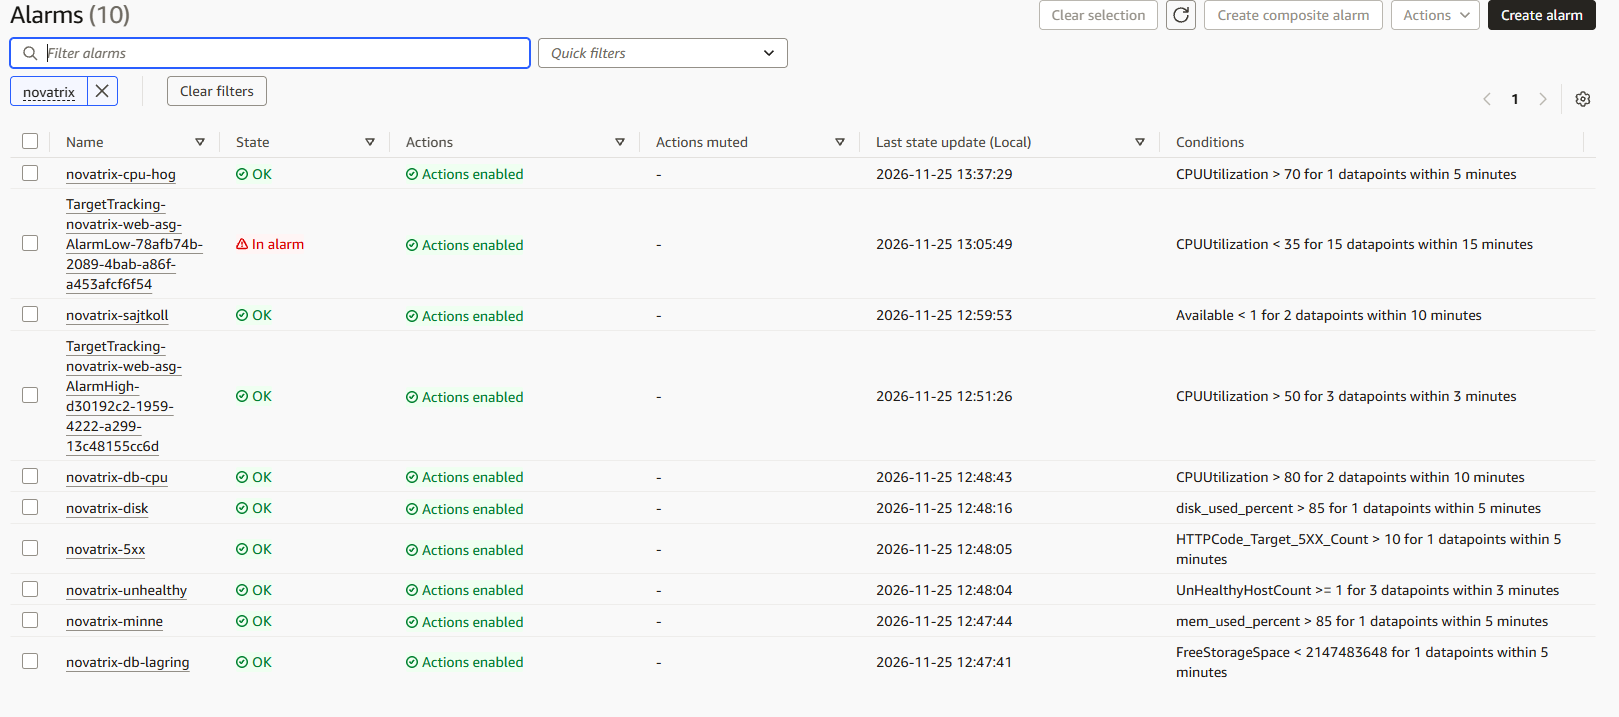 Alarms (10)
Clear selection
Create composite alarm
Actions
Create alarm
Filter alarms
Quick filters
novatrix
Clear filters
1
Name
State
Actions
Actions muted
Last state update (Local)
Conditions
novatrix-cpu-hog
OK
Actions enabled
-
2026-11-25 13:37:29
CPUUtilization > 70 for 1 datapoints within 5 minutes
TargetTracking-
novatrix-web-asg-
AlarmLow-78afb74b-
2089-4bab-a86f-
a453afcf6f54
In alarm
Actions enabled
-
2026-11-25 13:05:49
CPUUtilization < 35 for 15 datapoints within 15 minutes
novatrix-sajtkoll
OK
Actions enabled
-
2026-11-25 12:59:53
Available < 1 for 2 datapoints within 10 minutes
TargetTracking-
novatrix-web-asg-
AlarmHigh-
d30192c2-1959-
4222-a299-
13c48155cc6d
OK
Actions enabled
-
2026-11-25 12:51:26
CPUUtilization > 50 for 3 datapoints within 3 minutes
novatrix-db-cpu
OK
Actions enabled
-
2026-11-25 12:48:43
CPUUtilization > 80 for 2 datapoints within 10 minutes
novatrix-disk
OK
Actions enabled
-
2026-11-25 12:48:16
disk_used_percent > 85 for 1 datapoints within 5 minutes
novatrix-5xx
OK
Actions enabled
-
2026-11-25 12:48:05
HTTPCode_Target_5XX_Count > 10 for 1 datapoints within 5
minutes
novatrix-unhealthy
OK
Actions enabled
-
2026-11-25 12:48:04
UnHealthyHostCount >= 1 for 3 datapoints within 3 minutes
novatrix-minne
OK
Actions enabled
-
2026-11-25 12:47:44
mem_used_percent > 85 for 1 datapoints within 5 minutes
novatrix-db-lagring
OK
Actions enabled
-
2026-11-25 12:47:41
FreeStorageSpace < 2147483648 for 1 datapoints within 5
minutes